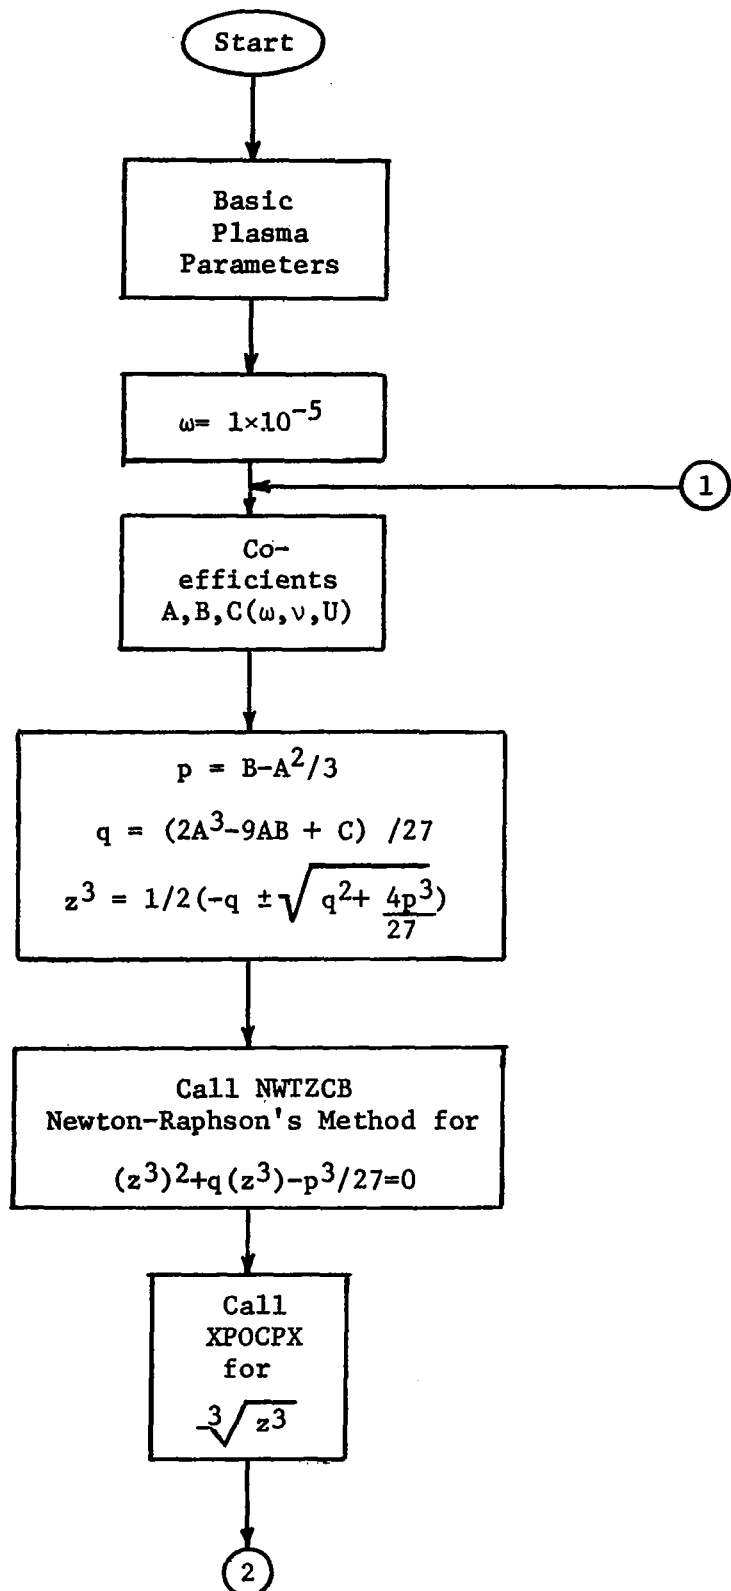 Start
Basic
Plasma
Parameters
ω= 1×10⁻⁵
1
Co-
efficients
A,B,C(ω,ν,U)
p = B-A²/3
q = (2A³-9AB + C) /27
z³ = 1/2(-q ±√q²+ 4p³/27)
Call NWTZCB
Newton-Raphson's Method for
(z³)²+q(z³)-p³/27=0
Call
XPOCPX
for
³√z³
2